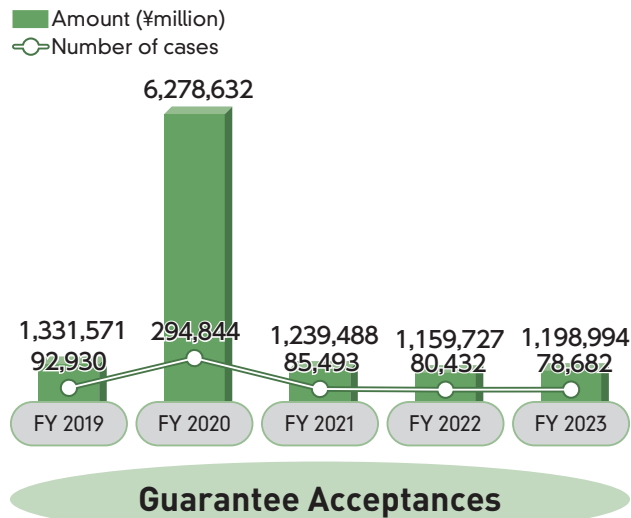 Amount (¥million)
Number of cases
6,278,632
1,331,571
92,930
294,844
1,239,488
85,493
1,159,727
80,432
1,198,994
78,682
FY 2019
FY 2020
FY 2021
FY 2022
FY 2023
Guarantee Acceptances